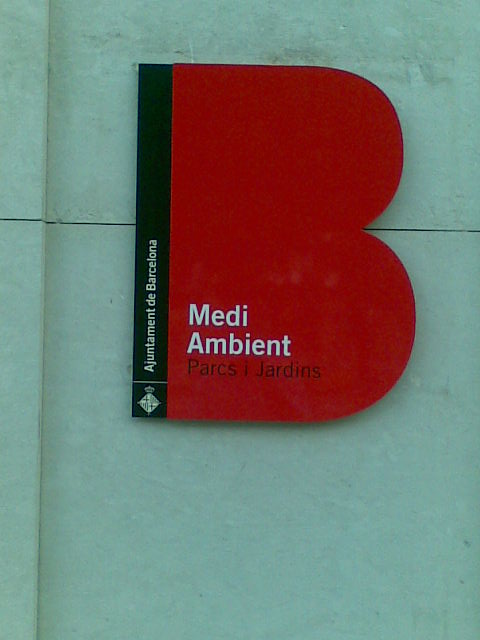 Ajuntament de Barcelona
Medi
Ambient
Parcs i Jardins